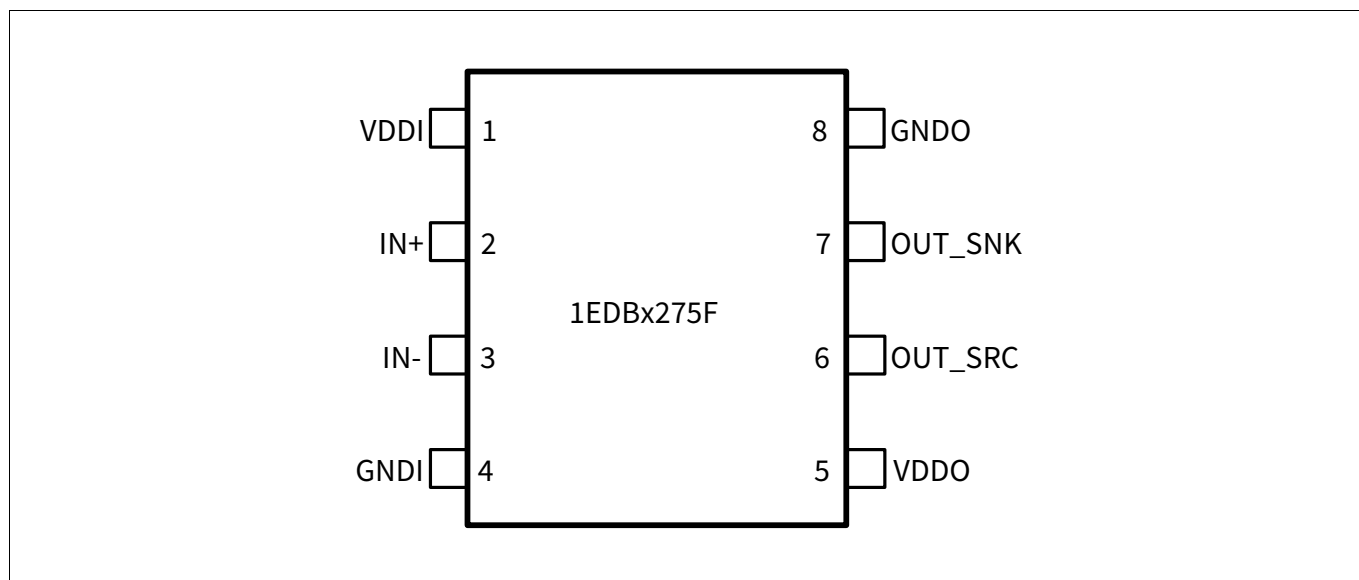 VDDI 1 8 GNDO
IN+ 2 7 OUT_SNK
1EDBx275F
IN- 3 6 OUT_SRC
GNDI 4 5 VDDO